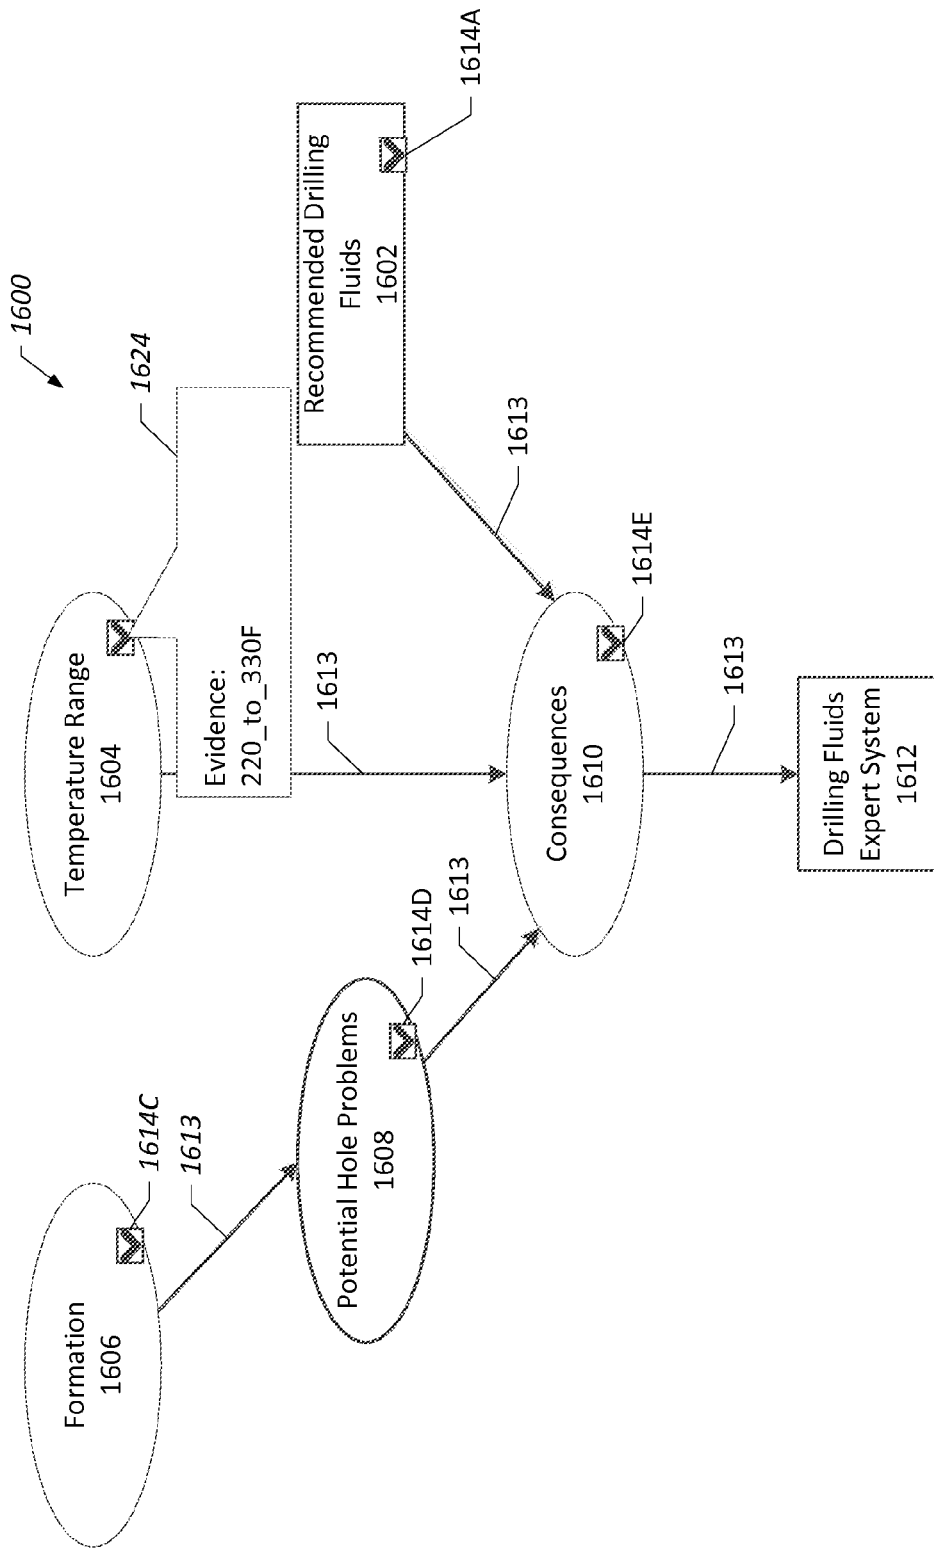 1600
Formation
1606
1614C
1613
Temperature Range
1604
1624
Evidence:
220_to_330F
1613
Recommended Drilling
Fluids
1602
1614A
Potential Hole Problems
1608
1614D
1613
1613
Consequences
1610
1614E
1613
Drilling Fluids
Expert System
1612